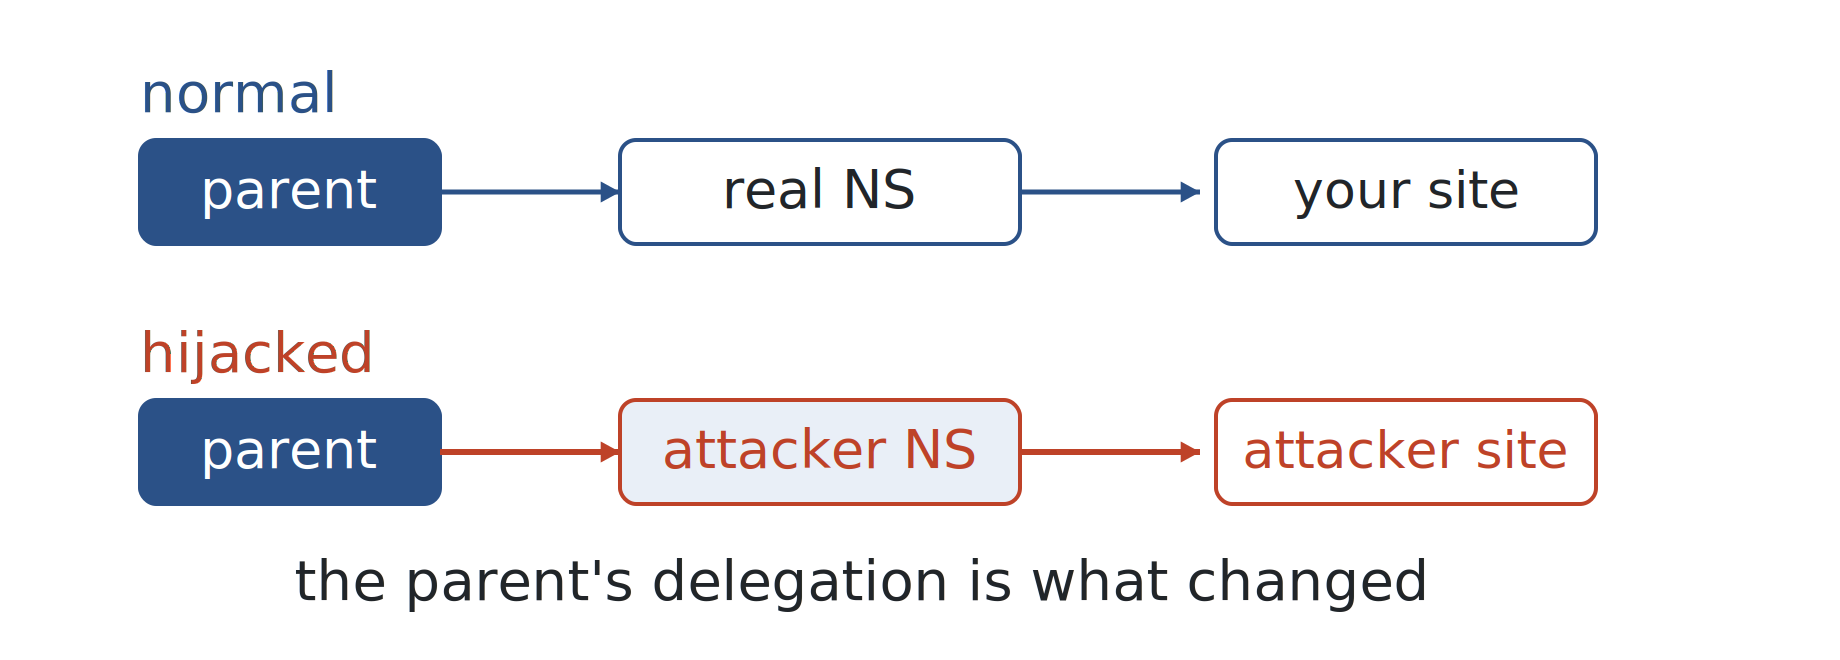 normal
parent
real NS
your site
hijacked
parent
attacker NS
attacker site
the parent's delegation is what changed